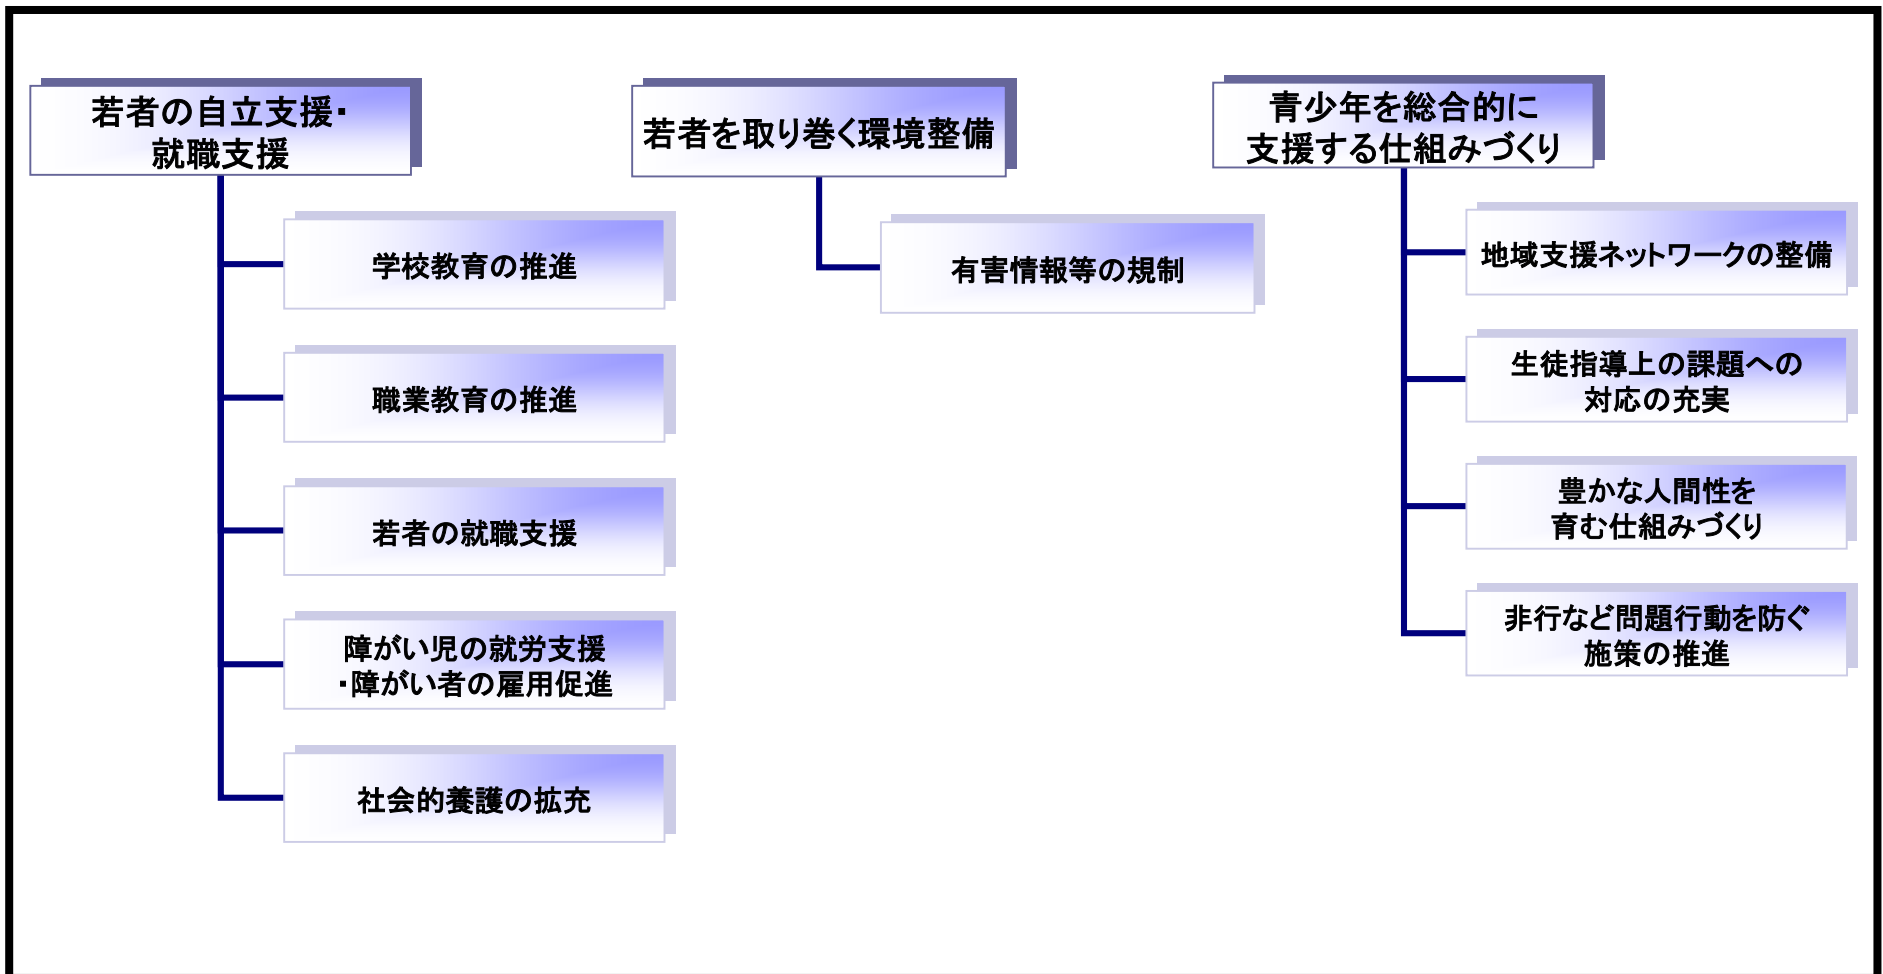 若者の自立支援・
就職支援
学校教育の推進
職業教育の推進
若者の就職支援
障がい児の就労支援
・障がい者の雇用促進
社会的養護の拡充
若者を取り巻く環境整備
有害情報等の規制
青少年を総合的に
支援する仕組みづくり
地域支援ネットワークの整備
生徒指導上の課題への
対応の充実
豊かな人間性を
育む仕組みづくり
非行など問題行動を防ぐ
施策の推進